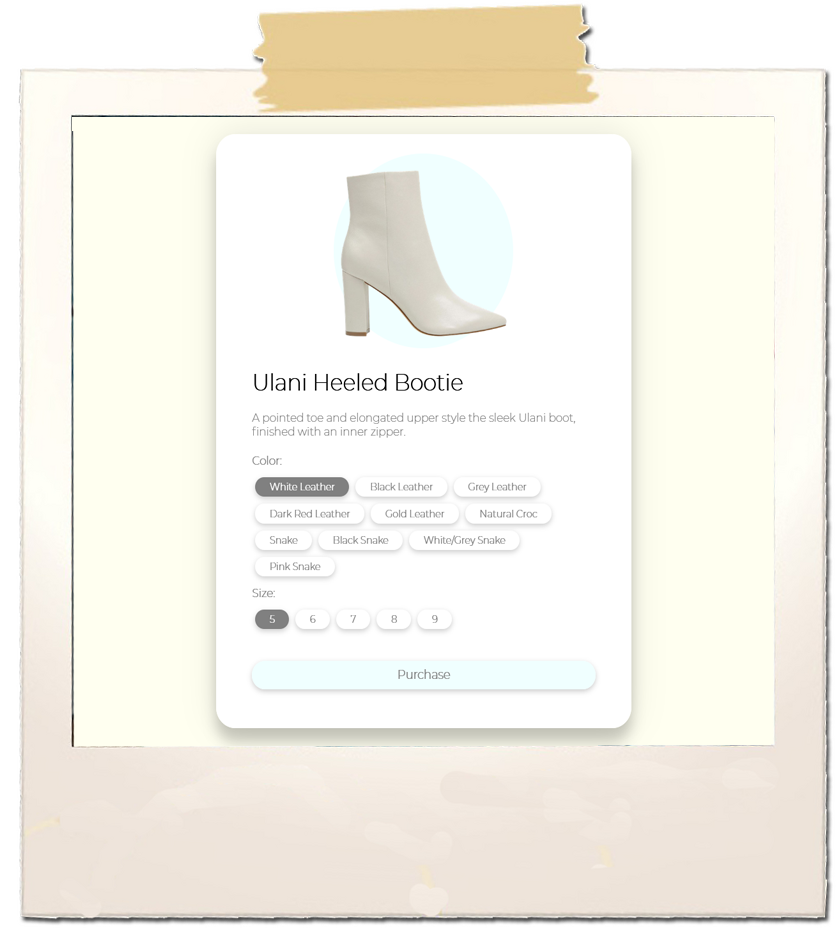 Ulani Heeled Bootie
A pointed toe and elongated upper style the sleek Ulani boot,
finished with an inner zipper.
Color:
White Leather Black Leather Grey Leather
Dark Red Leather Gold Leather Natural Croc
Snake Black Snake White/Grey Snake
Pink Snake
Size:
5 6 7 8 9
Purchase